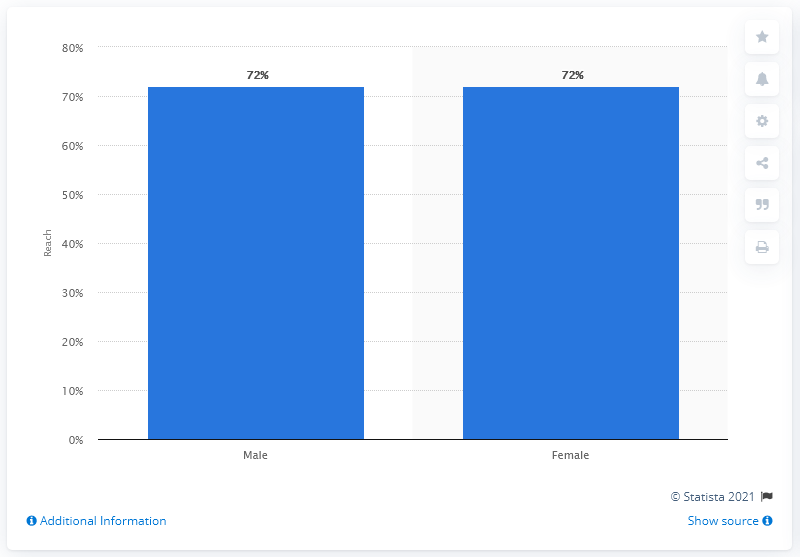 80%
72%
72%
70%
60%
50%
40%
30%
20%
10%
0%
Reach
Male
Female
© Statista 2021
Additional Information
Show source